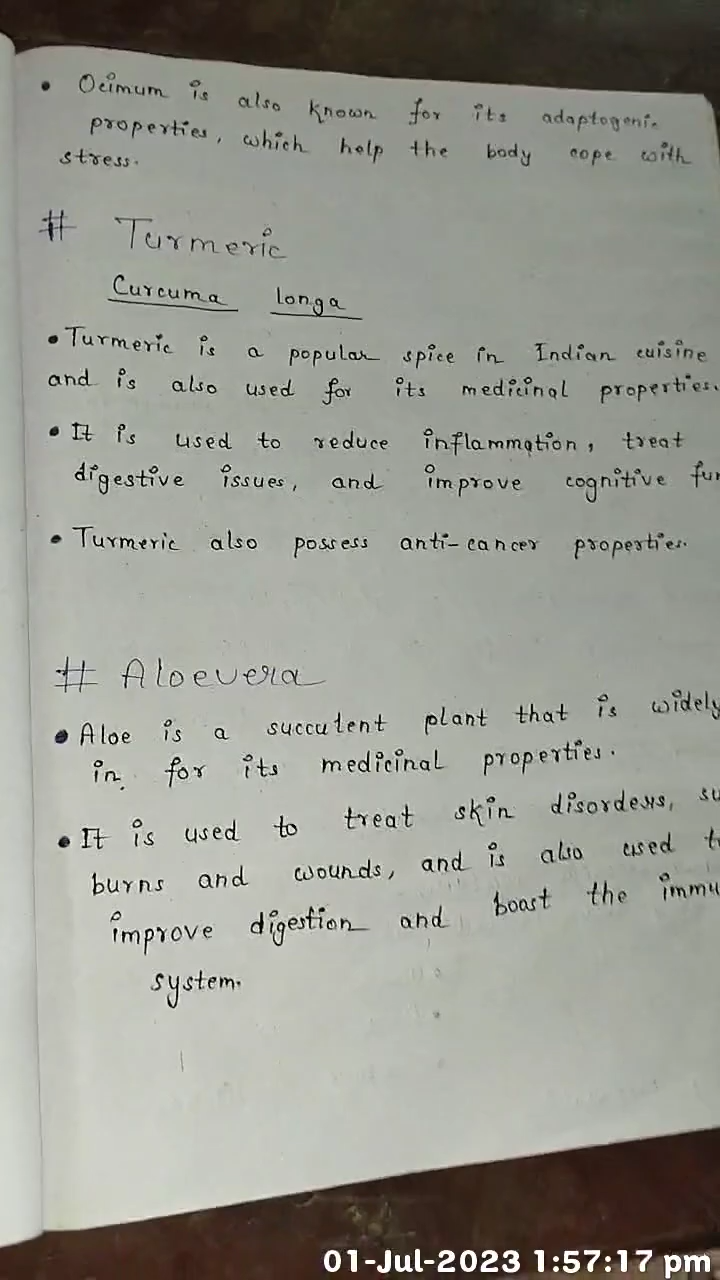 • Ocimum is also known for its adaptogenic
properties, which help the body cope with
stress.
# Turmeric
Curcuma longa
• Turmeric is a popular spice in Indian cuisine
and is also used for its medicinal properties.
• It is used to reduce inflammation, treat
digestive issues, and improve cognitive
• Turmeric also possess anti-cancer properties.
# Aloevera
• Aloe is a succulent plant that is widely
in. for its medicinal properties.
• It is used to treat skin disorders,
burns and wounds, and is also used
improve digestion and boast the
system.
01-Jul-2023 1:57:17 pm